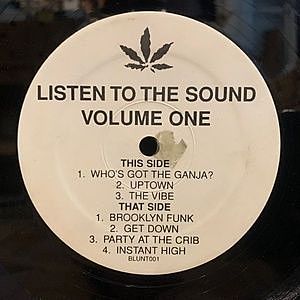 LISTEN TO THE SOUND
VOLUME ONE
THIS SIDE
1. WHO'S GOT THE GANJA?
2. UPTOWN
3. THE VIBE
THAT SIDE
1. BROOKLYN FUNK
2. GET DOWN
3. PARTY AT THE CRIB
4. INSTANT HIGH
BLUNT001